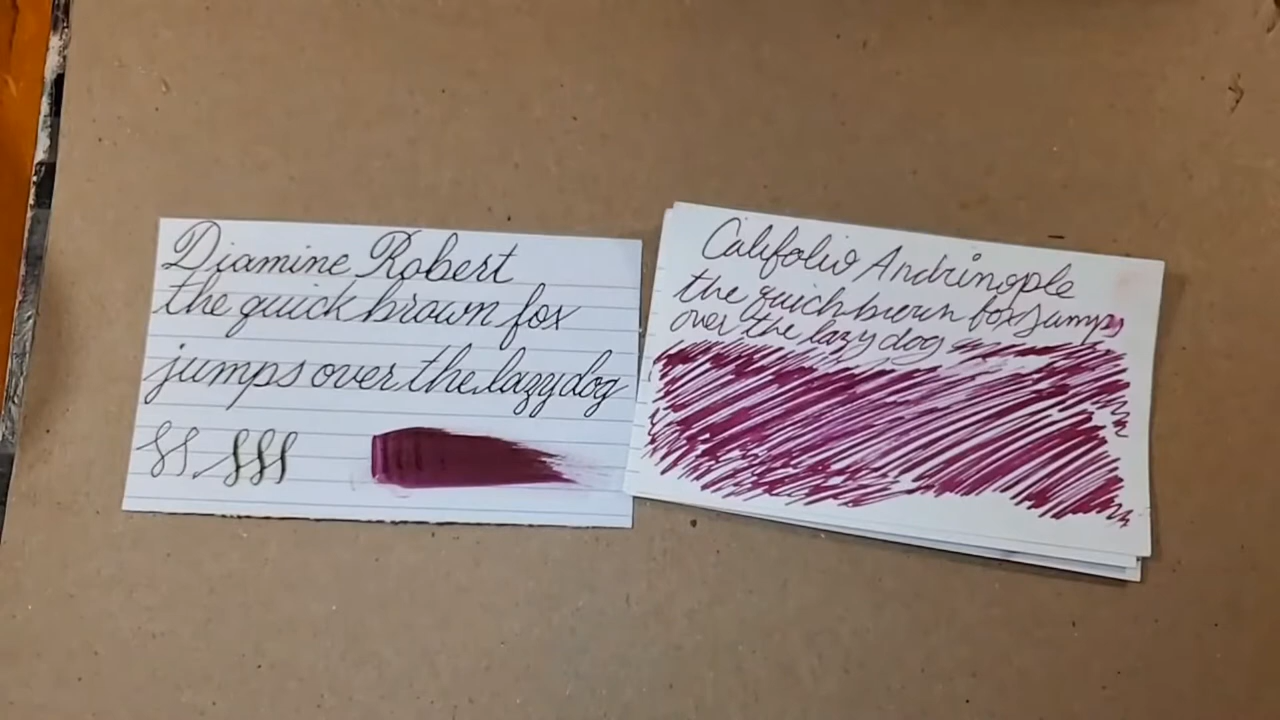 Diamine Robert
the quick brown fox
jumps over the lazy dog
Califolio Andrinople
the quick brown fox jumps
over the lazy dog